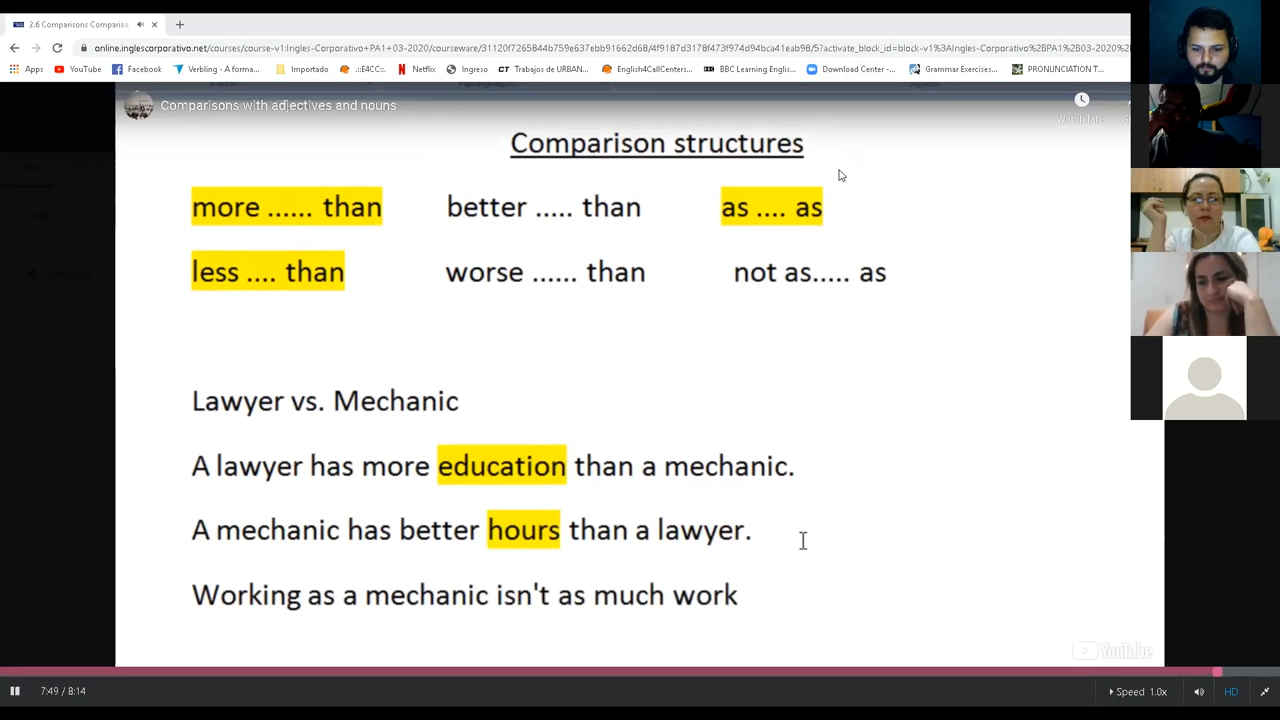 2.6 Comparisons Compariso
online.inglescorporativo.net/courses/course-v1:Ingles-Corporativo+PA1+03-2020/courseware/31120f7265844b759e637ebb91662d68/4f9187d3178f473f974d94bca41eab98/5?activate_block_id=block-v1%3AIngles-Corporativo%2BPA1%2B03-2020%
Apps YouTube Facebook Verbling - A forma... Importado .::E4CC::. Netflix Ingreso Trabajos de URBAN... English4CallCenters... BBC Learning English... Download Center -... Grammar Exercises... PRONUNCIATION T...
Comparisons with adjectives and nouns
Watch later
Comparison structures
more ...... than better ..... than as .... as
less .... than worse ...... than not as..... as
Lawyer vs. Mechanic
A lawyer has more education than a mechanic.
A mechanic has better hours than a lawyer.
Working as a mechanic isn't as much work
YouTube
7:49 / 8:14 Speed 1.0x HD